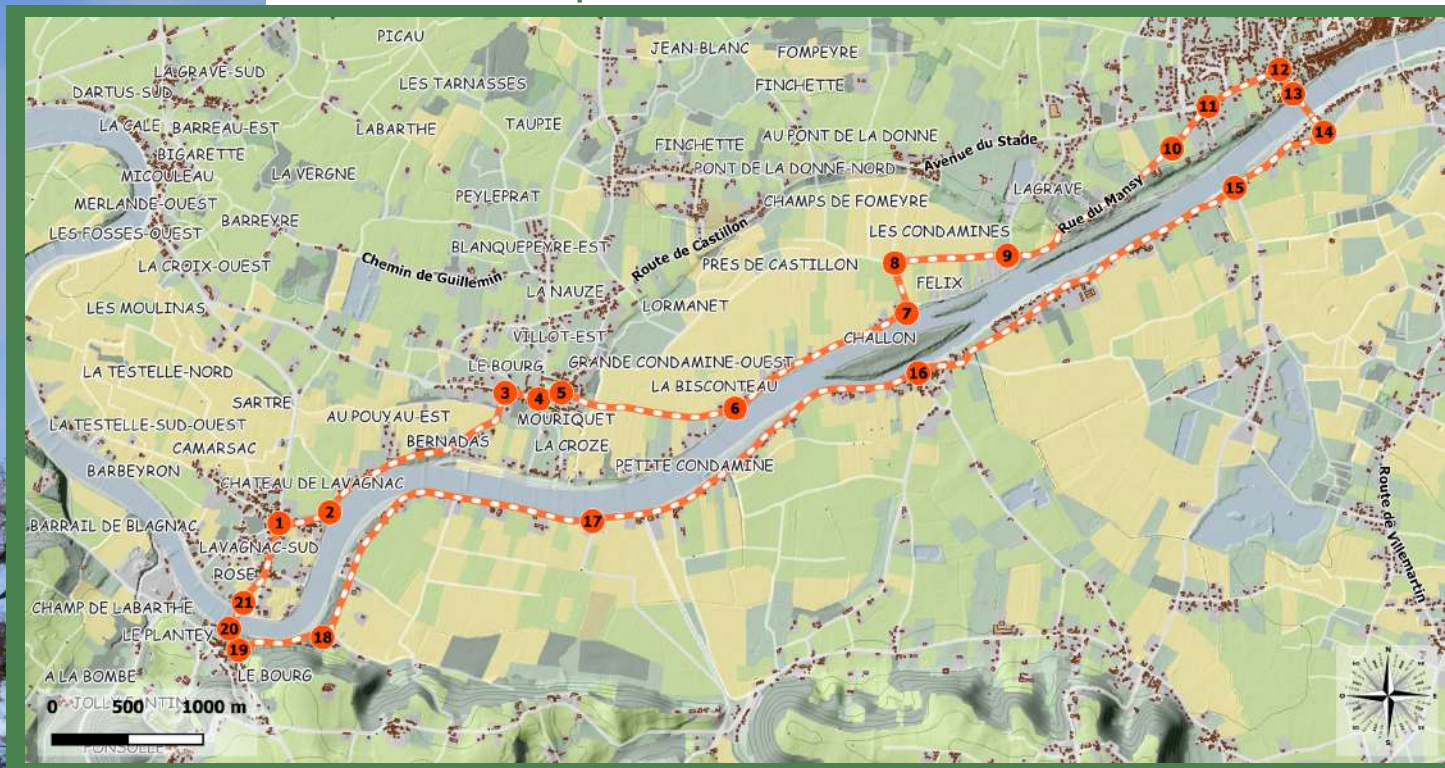 PICAU
JEAN-BLANC
FOMPEYRE
LA GRAVE-SUD
LES TARNASSES
FINCHETTE
12
DARTUS-SUD
13
11
LA CALE
BARREAU-EST
LABARTHE
TAUPIE
AU PONT DE LA DONNE
14
BIGARETTE
FINCHETTE
Avenue du Stade
10
MICOULEAU
LA VERGNE
PONT DE LA DONNE-NORD
MERLANDE-OUEST
PEYLEPRAT
CHAMPS DE FOMEYRE
LAGRAVE
Rue du Mansy
15
BARREYRE
LES FOSSES-OUEST
BLANQUEPEYRE-EST
Route de Castillon
LES CONDAMINES
LA CROIX-OUEST
Chemin de Guillemin
PRES DE CASTILLON
8
9
LA NAUZE
FELIX
LES MOULINAS
LORMANET
7
VILLOT-EST
CHALLON
LE BOURG
GRANDE CONDAMINE-OUEST
LA TESTELLE-NORD
16
LA BISCONTEAU
SARTRE
3
4
5
6
AU POUYAU-EST
MOURIQUET
LA TESTELLE-SUD-OUEST
BERNADAS
LA CROZE
CAMARSAC
PETITE CONDAMINE
BARBEYRON
CHATEAU DE LAVAGNAC
Route de Villemartin
2
1
17
BARRAIL DE BLAGNAC
LAVAGNAC-SUD
ROSE
21
CHAMP DE LABARTHE
20
LE PLANTEY
18
19
A LA BOMBE
LE BOURG
N
O
E
S
0 500 1000 m